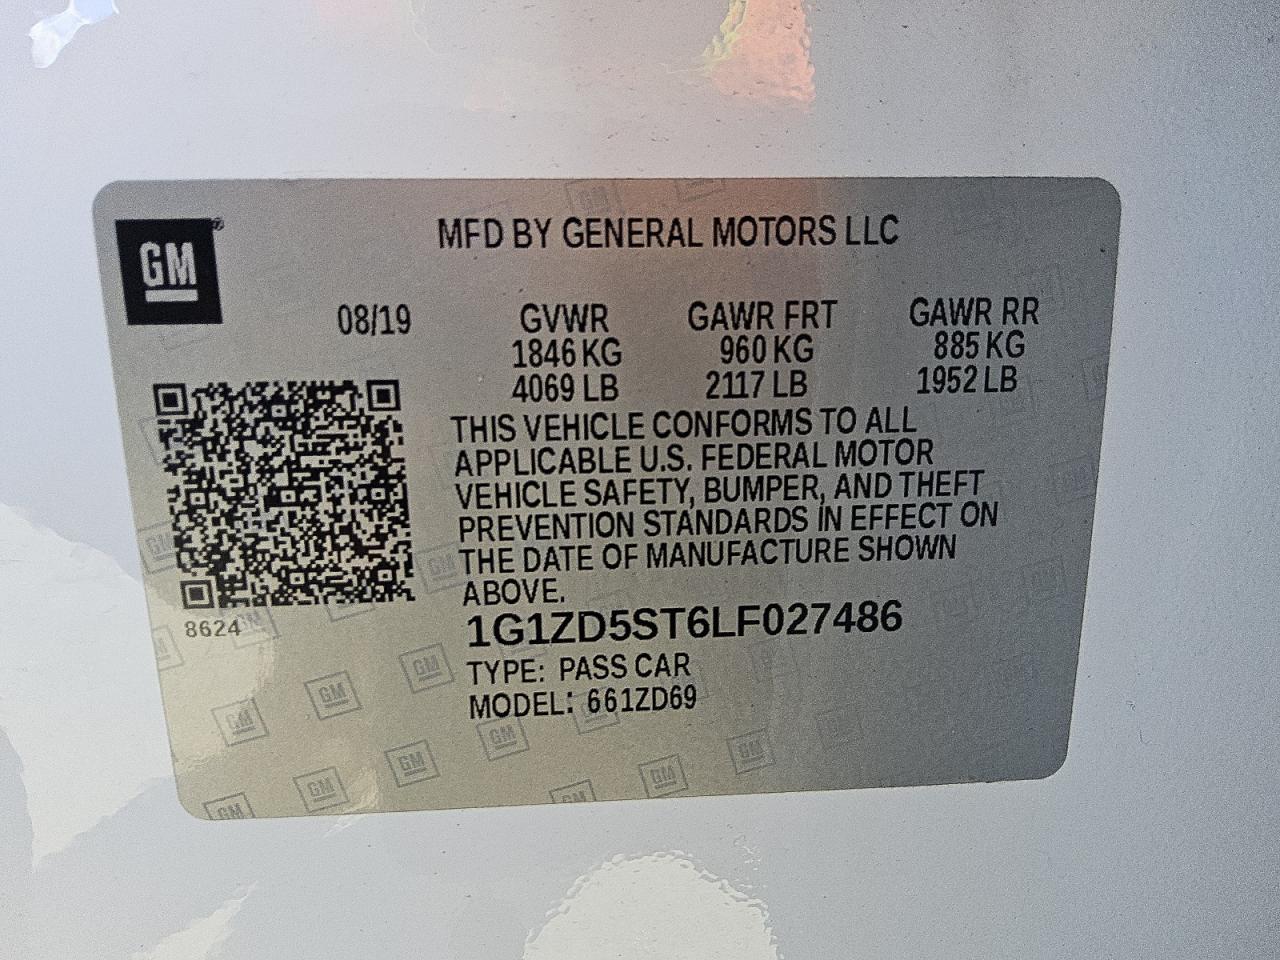 GM
MFD BY GENERAL MOTORS LLC
08/19 GVWR GAWR FRT GAWR RR
1846 KG 960 KG 885 KG
4069 LB 2117 LB 1952 LB
THIS VEHICLE CONFORMS TO ALL
APPLICABLE U.S. FEDERAL MOTOR
VEHICLE SAFETY, BUMPER, AND THEFT
PREVENTION STANDARDS IN EFFECT ON
THE DATE OF MANUFACTURE SHOWN
ABOVE.
8624
1G1ZD5ST6LF027486
TYPE: PASS CAR
MODEL: 661ZD69